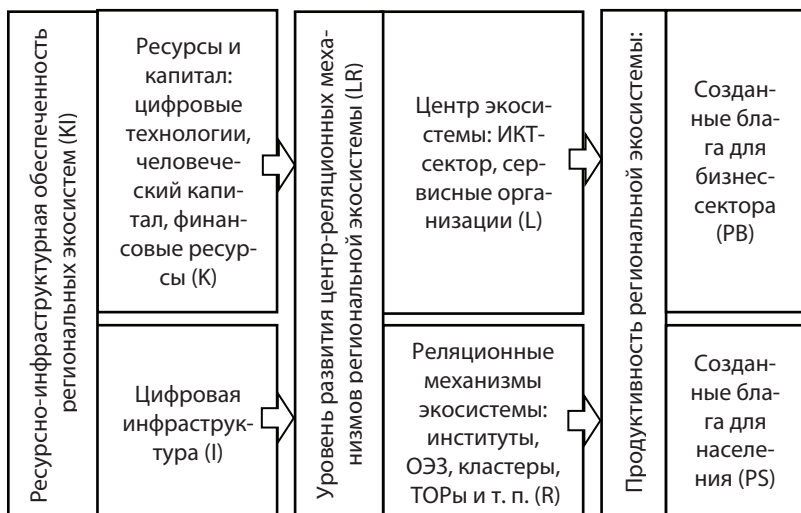 Ресурсно-инфраструктурная обеспеченность
региональных экосистем (KI)
Ресурсы и
капитал:
цифровые
технологии,
человече-
ский капи-
тал, финан-
совые ресур-
сы (K)
Цифровая
инфраструк-
тура (I)
Уровень развития центр-реляционных меха-
низмов региональной экосистемы (LR)
Центр экоси-
стемы: ИКТ-
сектор, сер-
висные орга-
низации (L)
Реляционные
механизмы
экосистемы:
институты,
ОЭЗ, кластеры,
ТОРы и т. п. (R)
Продуктивность региональной экосистемы:
Создан-
ные бла-
га для
бизнес-
сектора
(PB)
Создан-
ные бла-
га для
населе-
ния (PS)